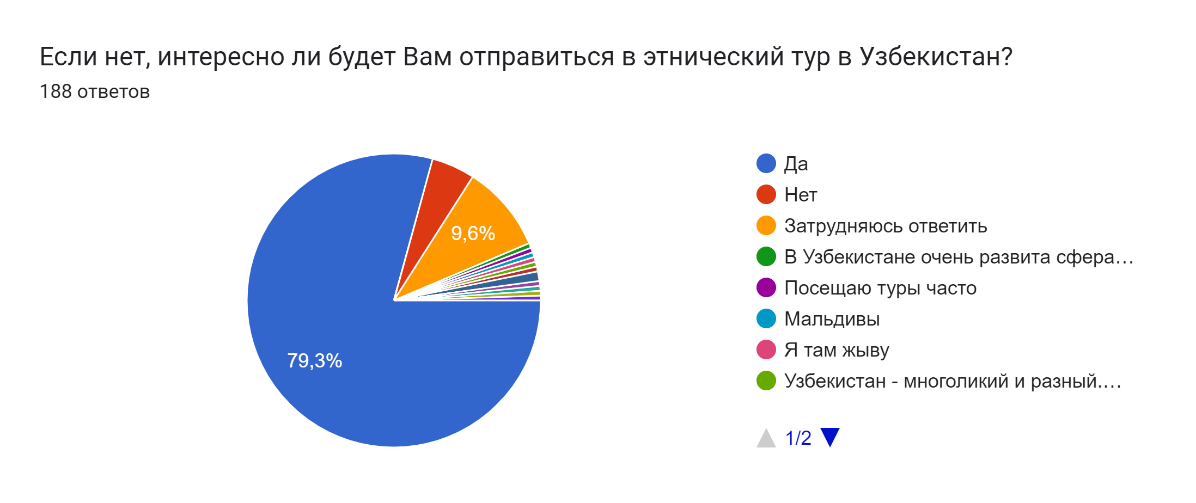 Если нет, интересно ли будет Вам отправиться в этнический тур в Узбекистан?
188 ответов
79,3%
9,6%
Да
Нет
Затрудняюсь ответить
В Узбекистане очень развита сфера…
Посещаю туры часто
Мальдивы
Я там жыву
Узбекистан - многоликий и разный.…
1/2